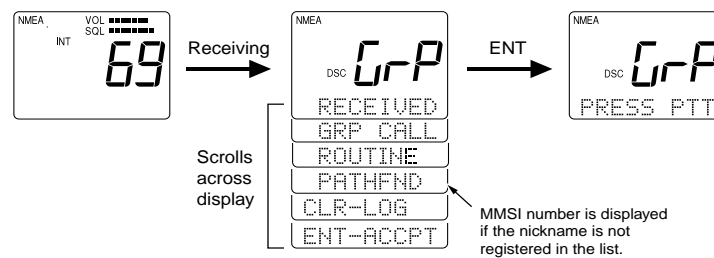 NMEA
VOL
SQL
INT
69
Receiving
NMEA
DSC GrP
RECEIVED
GRP CALL
ROUTINE
PATHFND
CLR-LOG
ENT-ACCPT
Scrolls
across
display
MMSI number is displayed
if the nickname is not
registered in the list.
ENT
NMEA
DSC GrP
PRESS PTT